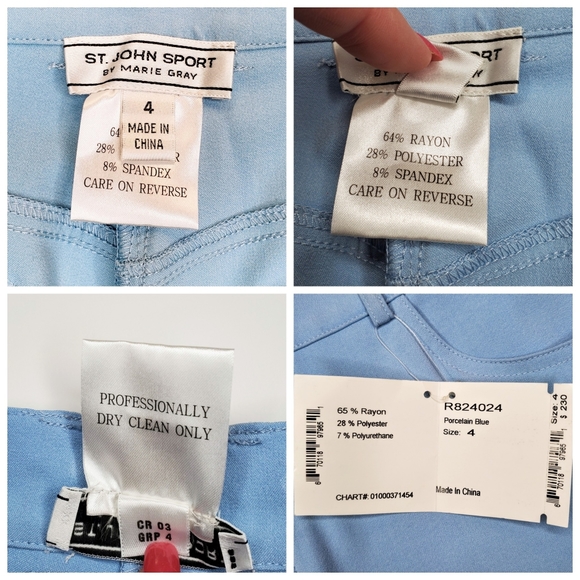 ST. JOHN SPORT
BY MARIE GRAY
4
MADE IN
CHINA
64
28%
8% SPANDEX
CARE ON REVERSE
64% RAYON
28% POLYESTER
8% SPANDEX
CARE ON REVERSE
PROFESSIONALLY
DRY CLEAN ONLY
CR 03
GRP 4
65 % Rayon
28 % Polyester
7 % Polyurethane
CHART#: 01000371454
R824024
Porcelain Blue
Size: 4
Made In China
Size: 4
$ 230